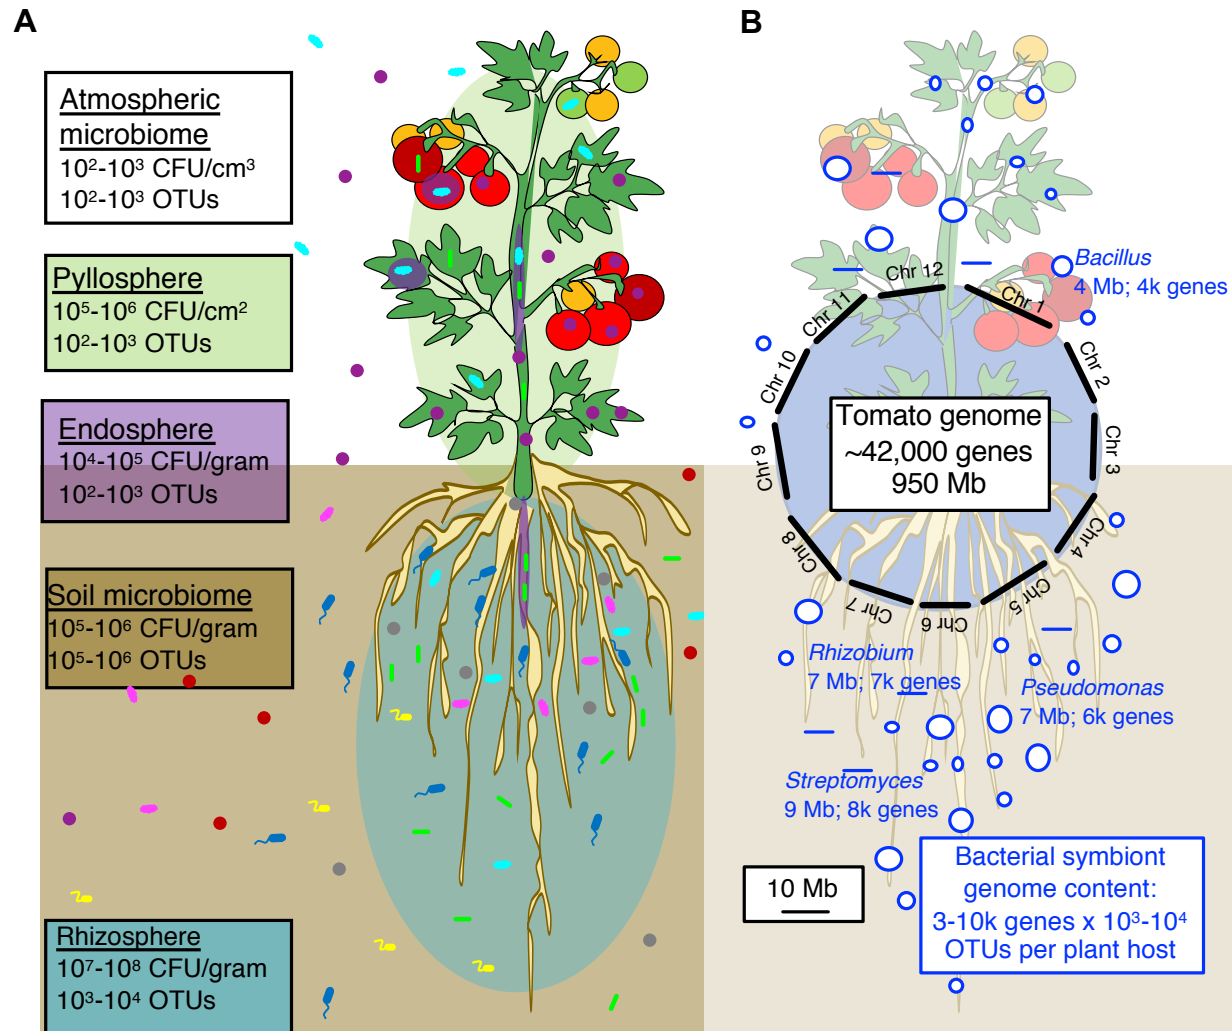 A
Atmospheric
microbiome
10²-10³ CFU/cm³
10²-10³ OTUs
Pyllosphere
10⁵-10⁶ CFU/cm²
10²-10³ OTUs
Endosphere
10⁴-10⁵ CFU/gram
10²-10³ OTUs
Soil microbiome
10⁵-10⁶ CFU/gram
10⁵-10⁶ OTUs
Rhizosphere
10⁷-10⁸ CFU/gram
10³-10⁴ OTUs
B
Bacillus
4 Mb; 4k genes
Chr 12
Chr 1
Chr 11
Chr 2
Chr 10
Chr 3
Chr 9
Chr 4
Chr 8
Chr 5
Chr 7
Chr 6
Tomato genome
~42,000 genes
950 Mb
Rhizobium
7 Mb; 7k genes
Pseudomonas
7 Mb; 6k genes
Streptomyces
9 Mb; 8k genes
10 Mb
Bacterial symbiont
genome content:
3-10k genes x 10³-10⁴
OTUs per plant host